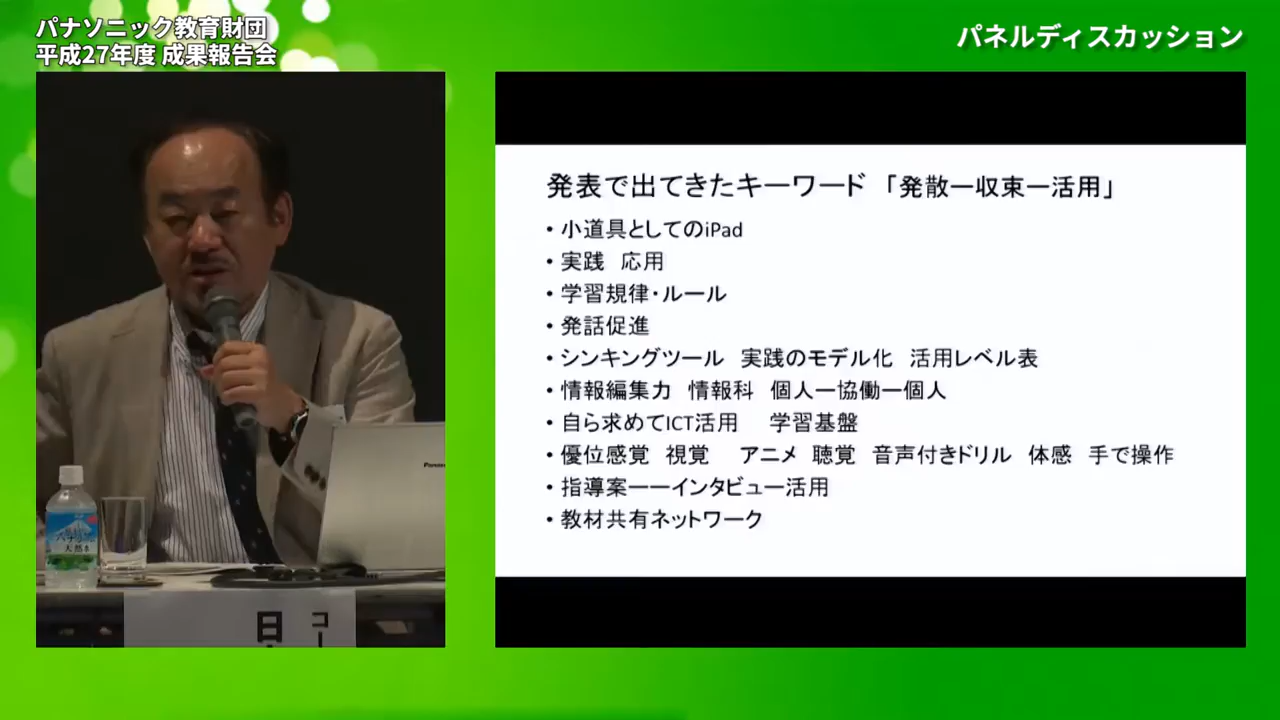 パナソニック教育財団
平成27年度 成果報告会
パネルディスカッション
発表で出てきたキーワード 「発散ー収束ー活用」
・小道具としてのiPad
・実践 応用
・学習規律・ルール
・発話促進
・シンキングツール 実践のモデル化 活用レベル表
・情報編集力 情報科 個人ー協働ー個人
・自ら求めてICT活用 学習基盤
・優位感覚 視覚 アニメ 聴覚 音声付きドリル 体感 手で操作
・指導案ーーインタビュー活用
・教材共有ネットワーク
天然水
コー
日